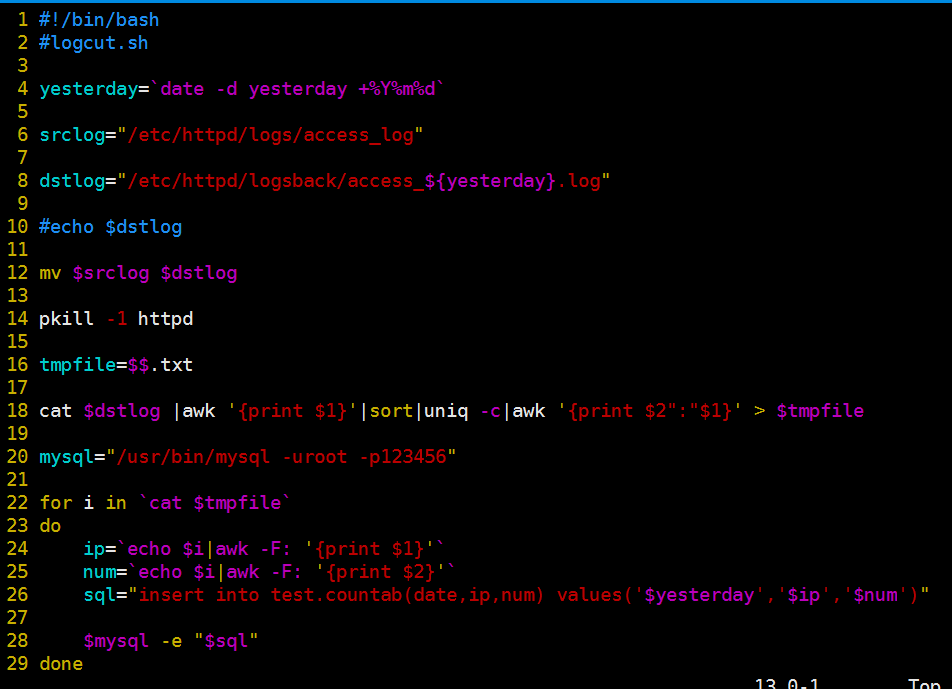 1 #!/bin/bash
2 #logcut.sh
3
4 yesterday=`date -d yesterday +%Y%m%d`
5
6 srclog="/etc/httpd/logs/access_log"
7
8 dstlog="/etc/httpd/logsback/access_${yesterday}.log"
9
10 #echo $dstlog
11
12 mv $srclog $dstlog
13
14 pkill -1 httpd
15
16 tmpfile=$$.txt
17
18 cat $dstlog |awk '{print $1}'|sort|uniq -c|awk '{print $2":"$1}' > $tmpfile
19
20 mysql="/usr/bin/mysql -uroot -p123456"
21
22 for i in `cat $tmpfile`
23 do
24     ip=`echo $i|awk -F: '{print $1}'`
25     num=`echo $i|awk -F: '{print $2}'`
26     sql="insert into test.countab(date,ip,num) values('$yesterday','$ip','$num')"
27
28     $mysql -e "$sql"
29 done
13,0-1 Top